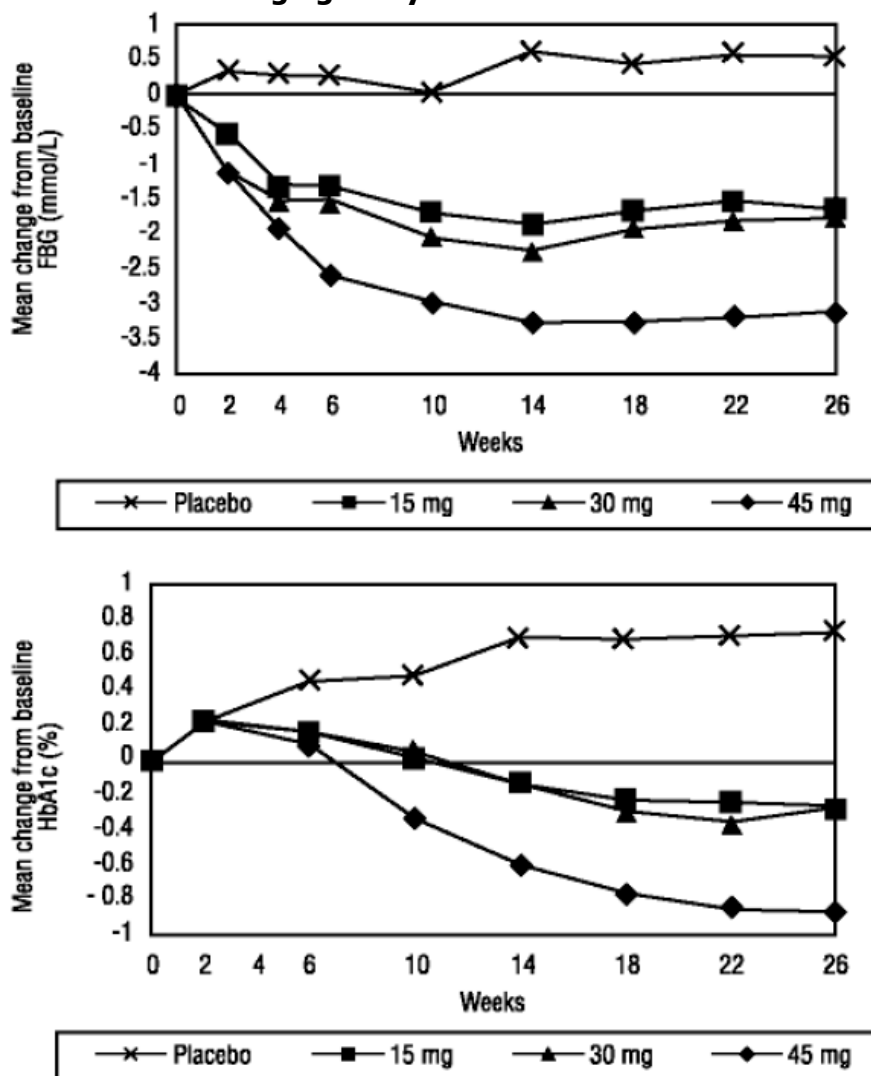 1
0.5
0
-0.5
-1
-1.5
-2
-2.5
-3
-3.5
-4
Mean change from baseline
FBG (mmol/L)
0 2 4 6 10 14 18 22 26
Weeks
Placebo 15 mg 30 mg 45 mg
1
0.8
0.6
0.4
0.2
0
-0.2
-0.4
-0.6
- 0.8
-1
Mean change from baseline
HbA1c (%)
0 2 4 6 10 14 18 22 26
Weeks
Placebo 15 mg 30 mg 45 mg